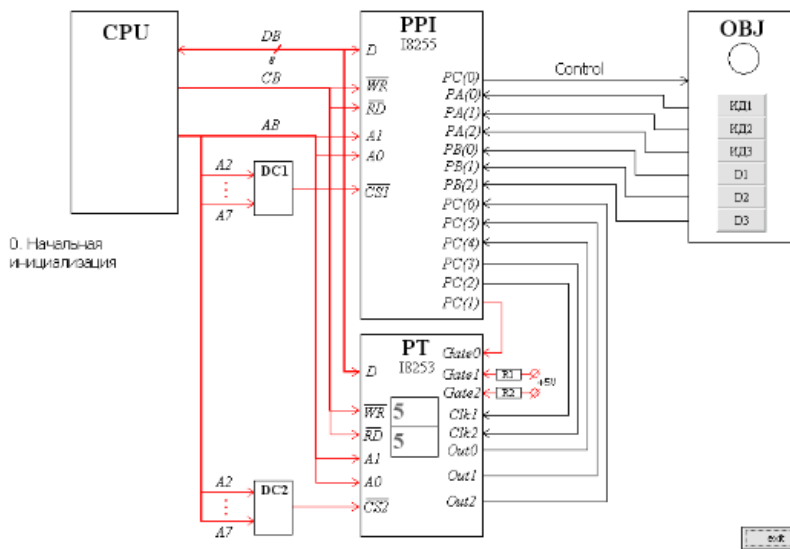 CPU
DB
8
CB
AB
A2
A7
DC1
0. Начальная
инициализация
A2
A7
DC2
PPI
I8255
D
WR
RD
A1
A0
CS1
PC(0)
PA(0)
PA(1)
PA(2)
PB(0)
PB(1)
PB(2)
PC(6)
PC(5)
PC(4)
PC(3)
PC(2)
PC(1)
Control
OBJ
ИД1
ИД2
ИД3
D1
D2
D3
PT
I8253
D
WR
RD
A1
A0
CS2
5
5
Gate0
Gate1
Gate2
Clk1
Clk2
Out0
Out1
Out2
R1
R2
+5V
exit